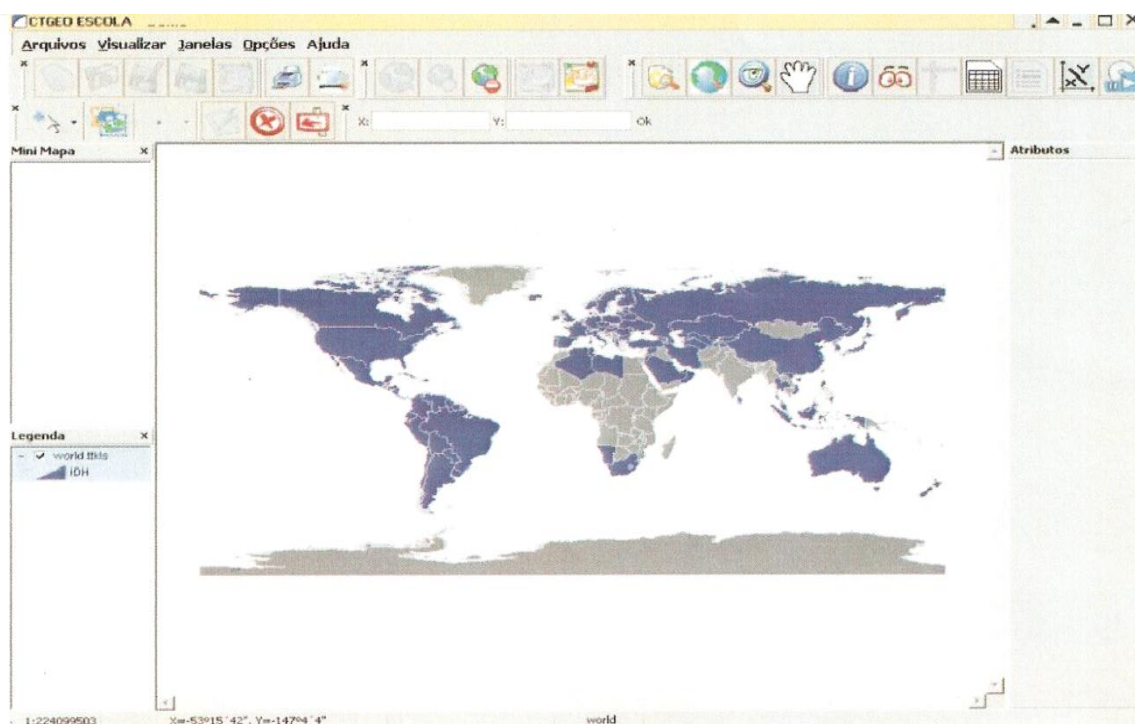 CTGEO ESCOLA
Arquivos Visualizar Janelas Opções Ajuda
X: Y: Ok
Mini Mapa x
Atributos
Legenda x
world
IDH
1:224099503 X=-53º15'42", Y=-147º4'4" world